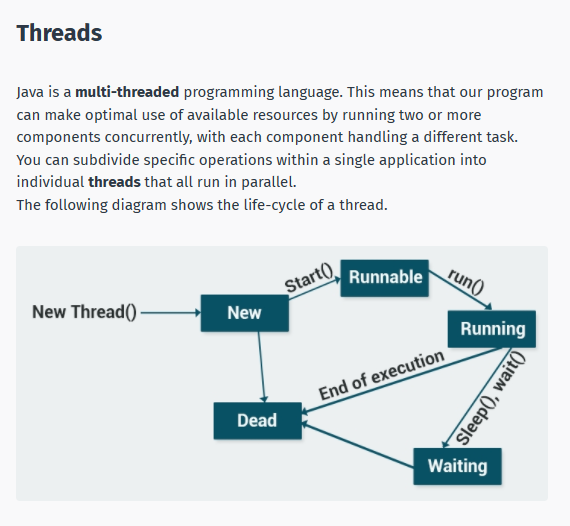 Threads
Java is a multi-threaded programming language. This means that our program
can make optimal use of available resources by running two or more
components concurrently, with each component handling a different task.
You can subdivide specific operations within a single application into
individual threads that all run in parallel.
The following diagram shows the life-cycle of a thread.
New Thread()
New
Start()
Runnable
run()
Running
End of execution
Sleep(), wait()
Dead
Waiting